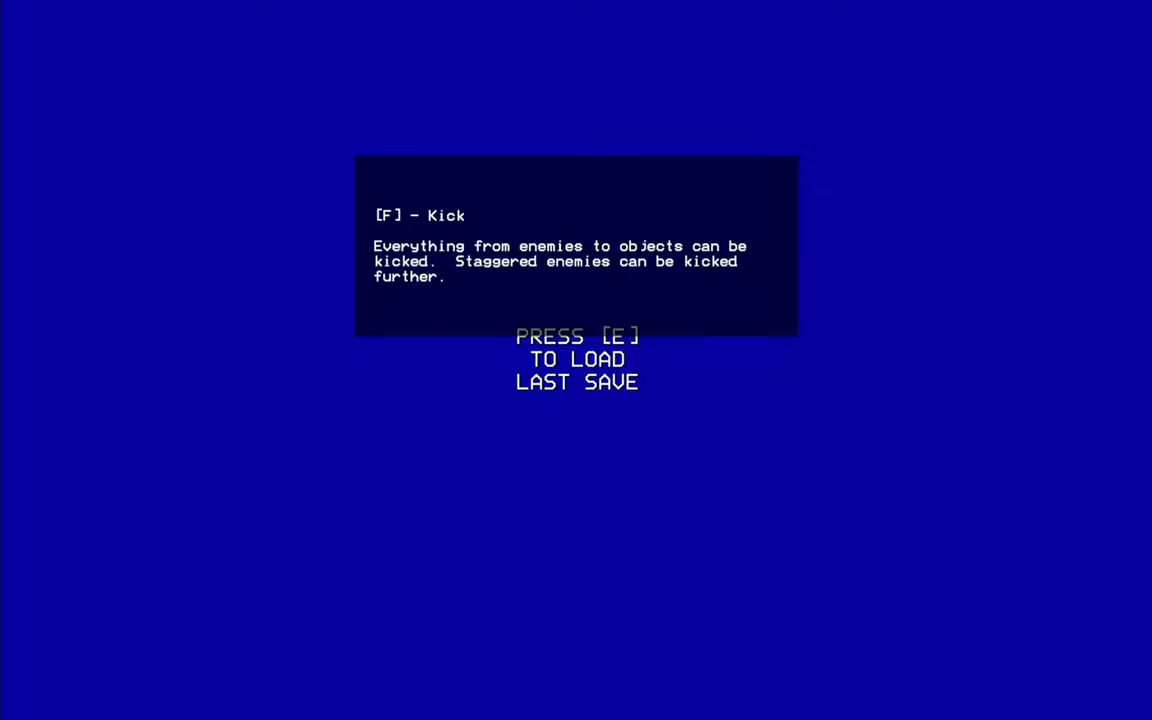 [F] - Kick
Everything from enemies to objects can be
kicked.  Staggered enemies can be kicked
further.
PRESS [E]
TO LOAD
LAST SAVE